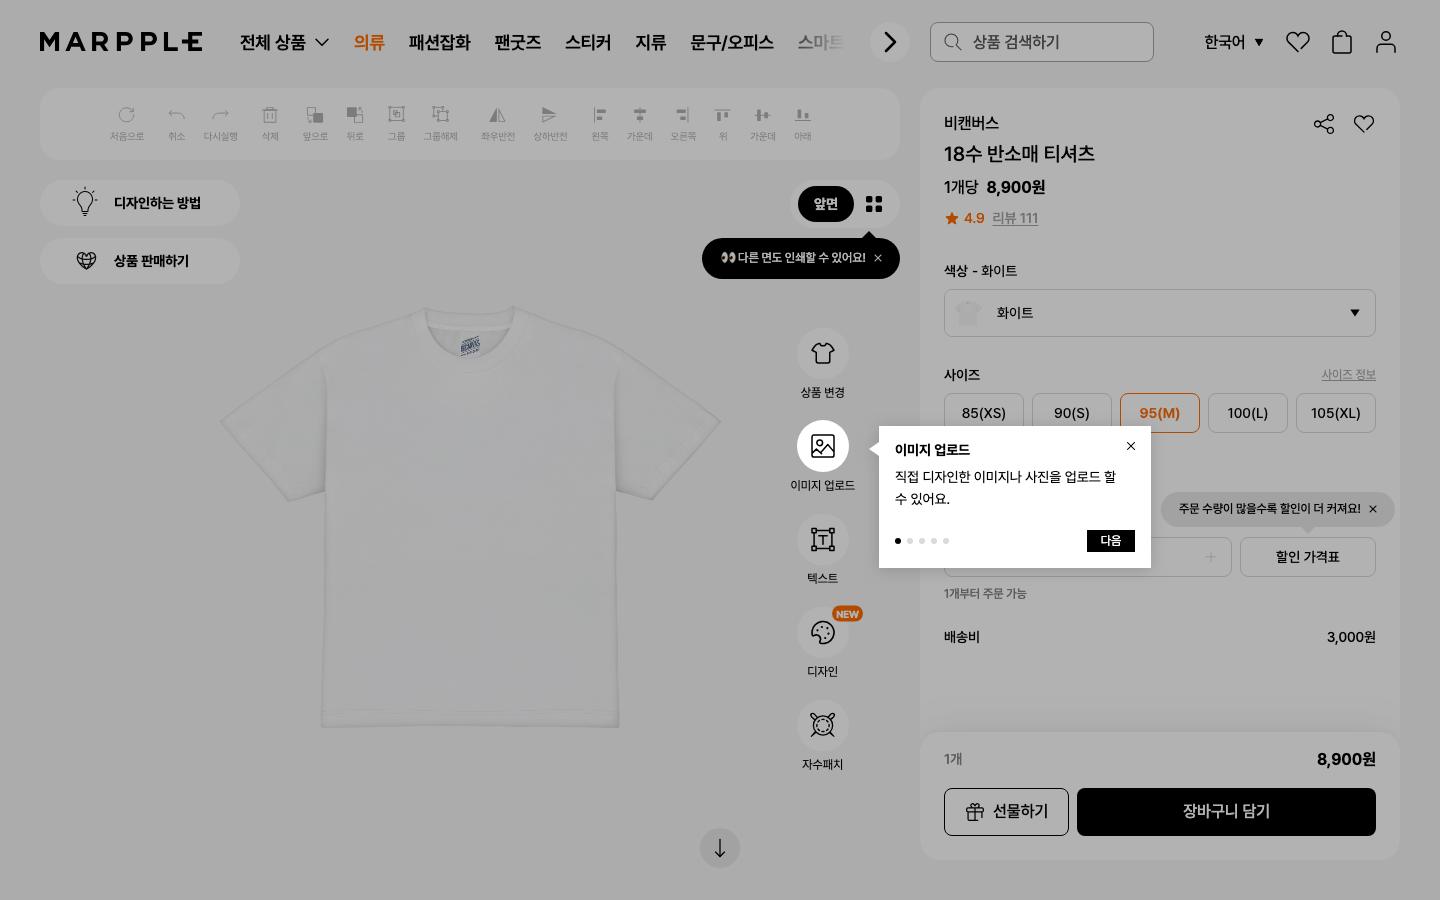 MARPPLE 전체 상품 의류 패션잡화 팬굿즈 스티커 지류 문구/오피스 스마트
상품 검색하기
한국어
처음으로 취소 다시실행 삭제 앞으로 뒤로 그룹 그룹해제 좌우반전 상하반전 왼쪽 가운데 오른쪽 위 가운데 아래
디자인하는 방법
상품 판매하기
앞면
👀 다른 면도 인쇄할 수 있어요!
상품 변경
이미지 업로드
텍스트
NEW
디자인
자수패치
이미지 업로드
직접 디자인한 이미지나 사진을 업로드 할
수 있어요.
다음
비캔버스
18수 반소매 티셔츠
1개당 8,900원
4.9 리뷰 111
색상 - 화이트
화이트
사이즈 사이즈 정보
85(XS) 90(S) 95(M) 100(L) 105(XL)
주문 수량이 많을수록 할인이 더 커져요!
할인 가격표
1개부터 주문 가능
배송비 3,000원
1개 8,900원
선물하기 장바구니 담기